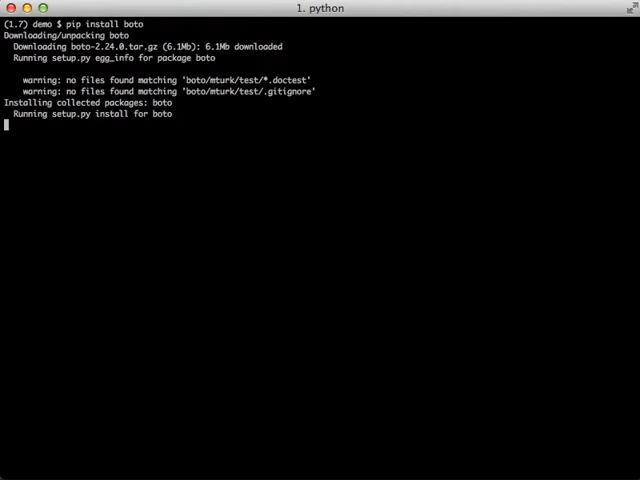 1. python
(1.7) demo $ pip install boto
Downloading/unpacking boto
Downloading boto-2.24.0.tar.gz (6.1Mb): 6.1Mb downloaded
Running setup.py egg_info for package boto
warning: no files found matching 'boto/mturk/test/*.doctest'
warning: no files found matching 'boto/mturk/test/.gitignore'
Installing collected packages: boto
Running setup.py install for boto